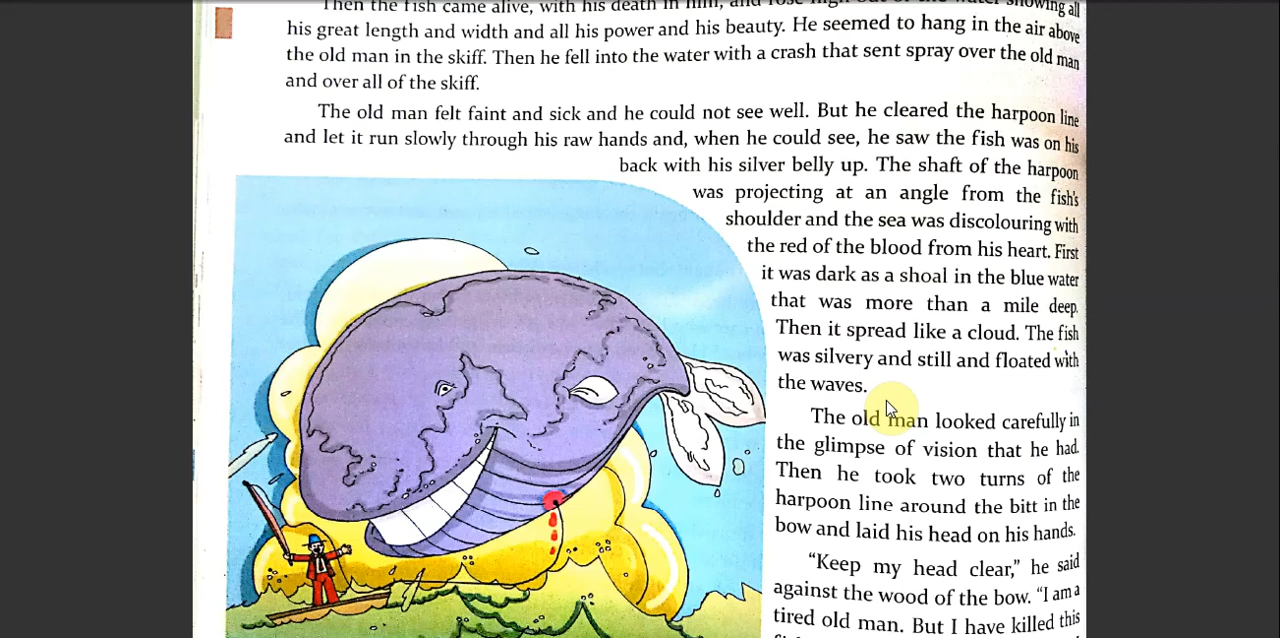 Then the fish came alive, with his death in him, and rose high out of the water showing all
his great length and width and all his power and his beauty. He seemed to hang in the air above
the old man in the skiff. Then he fell into the water with a crash that sent spray over the old man
and over all of the skiff.
The old man felt faint and sick and he could not see well. But he cleared the harpoon line
and let it run slowly through his raw hands and, when he could see, he saw the fish was on his
back with his silver belly up. The shaft of the harpoon
was projecting at an angle from the fish's
shoulder and the sea was discolouring with
the red of the blood from his heart. First
it was dark as a shoal in the blue water
that was more than a mile deep.
Then it spread like a cloud. The fish
was silvery and still and floated with
the waves.
The old man looked carefully in
the glimpse of vision that he had.
Then he took two turns of the
harpoon line around the bitt in the
bow and laid his head on his hands.
“Keep my head clear,” he said
against the wood of the bow. “I am a
tired old man. But I have killed this